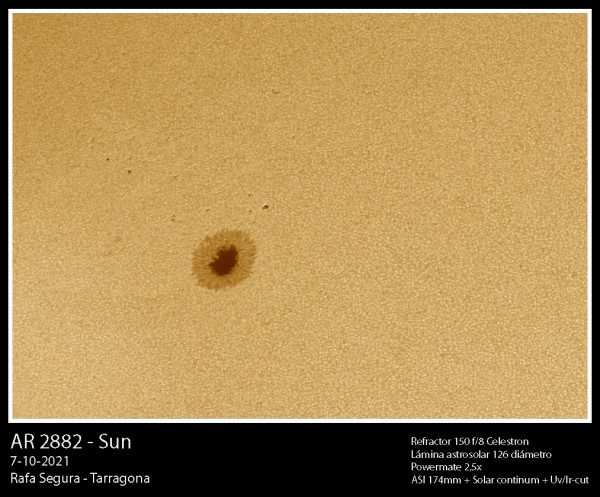 AR 2882 - Sun
7-10-2021
Rafa Segura - Tarragona
Refractor 150 f/8 Celestron
Lámina astrosolar 126 diámetro
Powermate 2,5x
ASI 174mm + Solar continum + Uv/Ir-cut